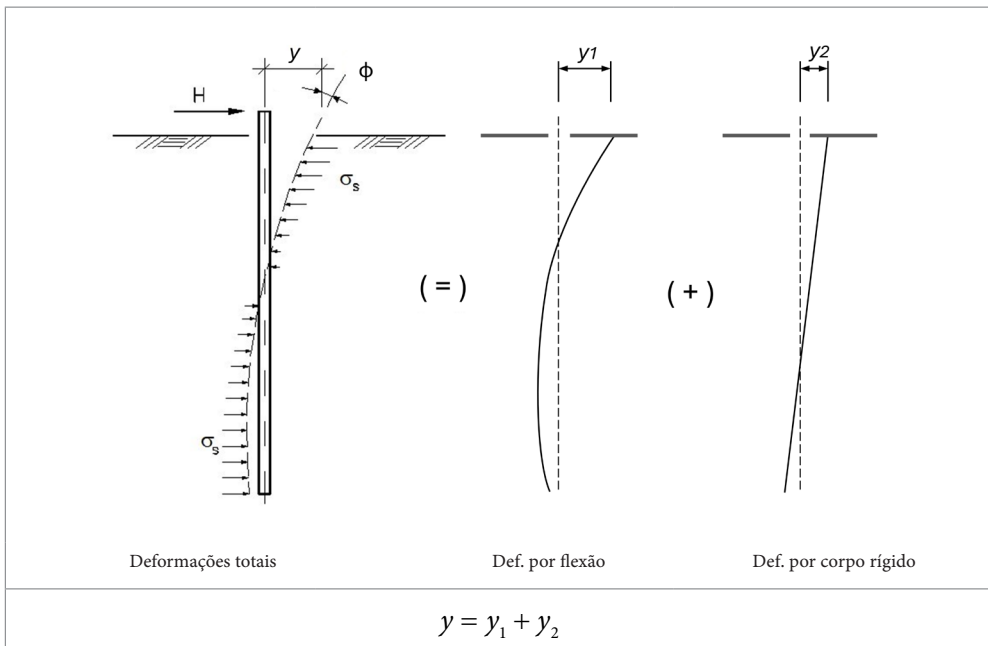 y
ϕ
H
σs
σs
( = )
y1
( + )
y2
Deformações totais
Def. por flexão
Def. por corpo rígido
y = y1 + y2